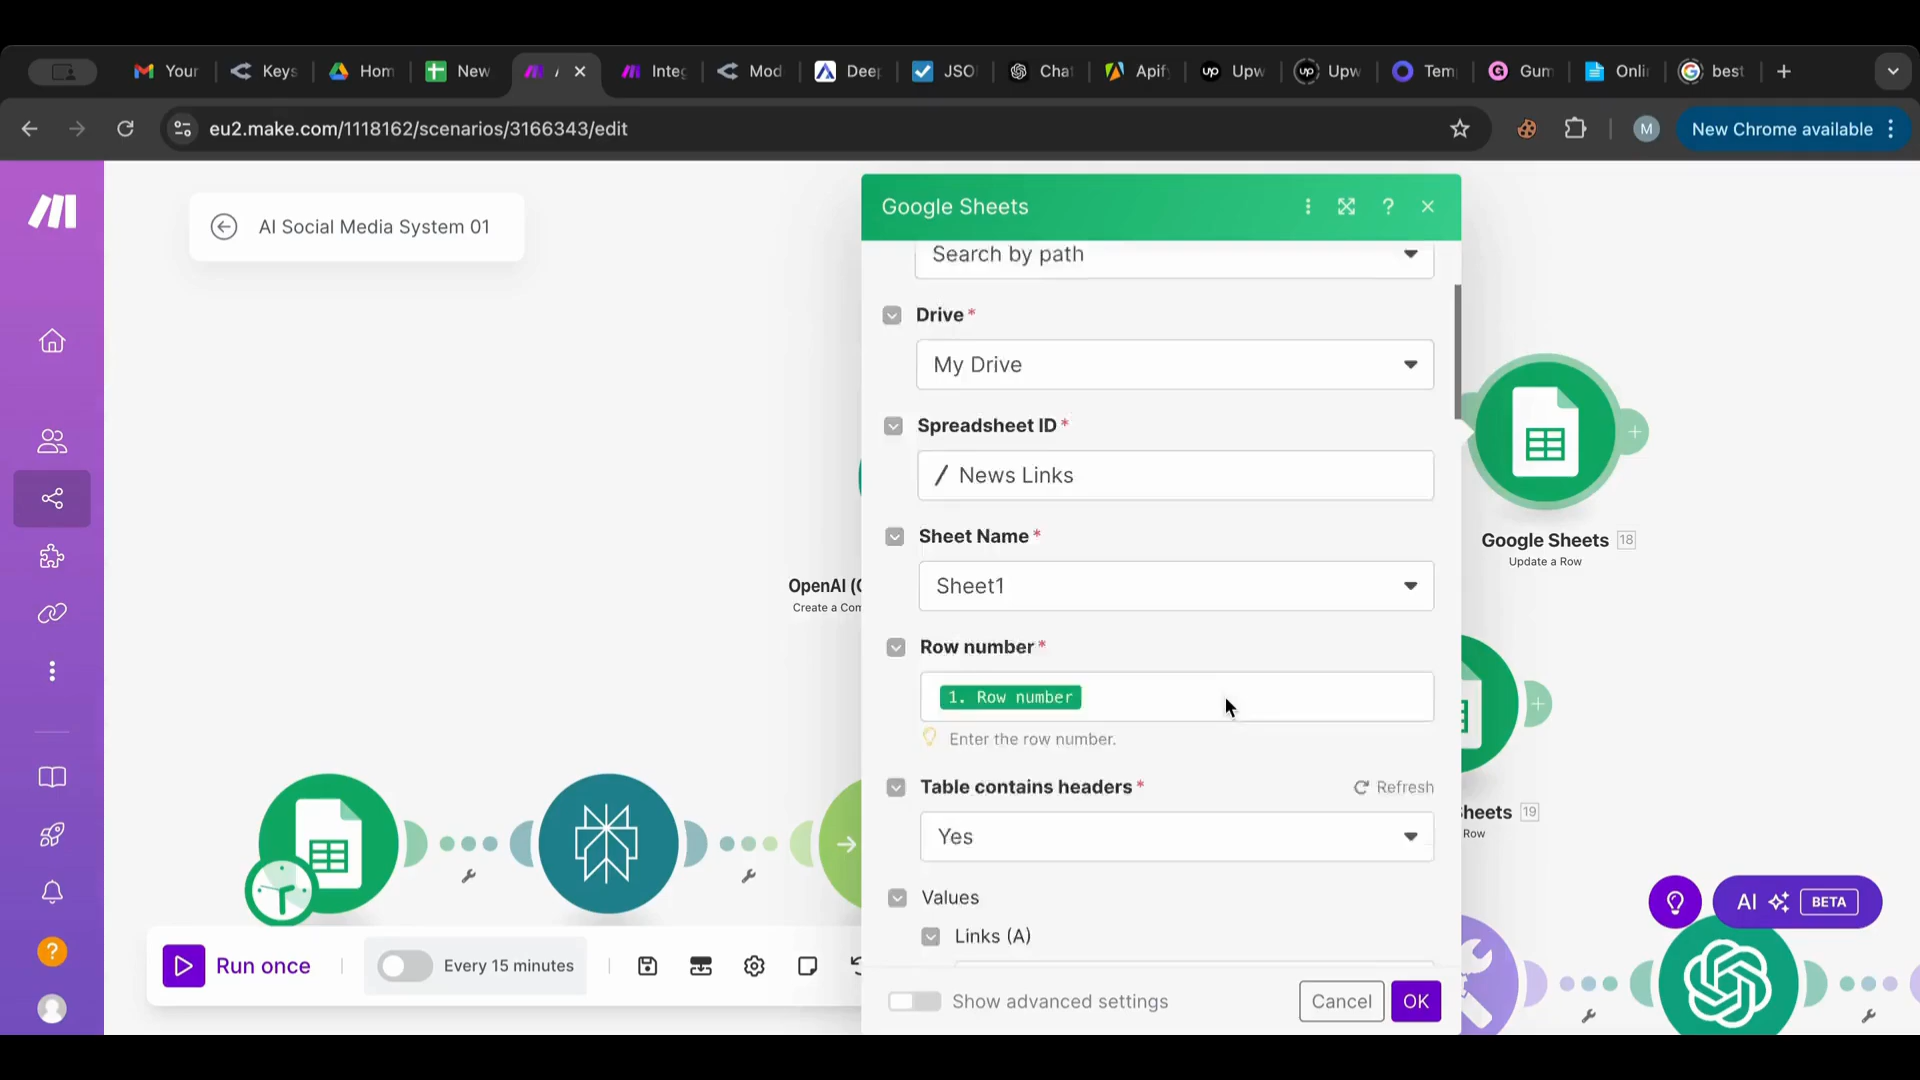 Your
Keys
Hom
New
Integ
Mod
Deep
JSO
Chat
Apify
Upw
Upw
Tem
Gum
Onli
best
eu2.make.com/1118162/scenarios/3166343/edit
M
New Chrome available
AI Social Media System 01
Google Sheets
Search by path
Drive *
My Drive
Spreadsheet ID *
/ News Links
Sheet Name *
Sheet1
Row number *
1. Row number
Enter the row number.
Table contains headers *
Refresh
Yes
Values
Links (A)
Show advanced settings
Cancel
OK
Google Sheets 18
Update a Row
OpenAI (C
Create a Com
Sheets 19
Row
AI BETA
Run once
Every 15 minutes